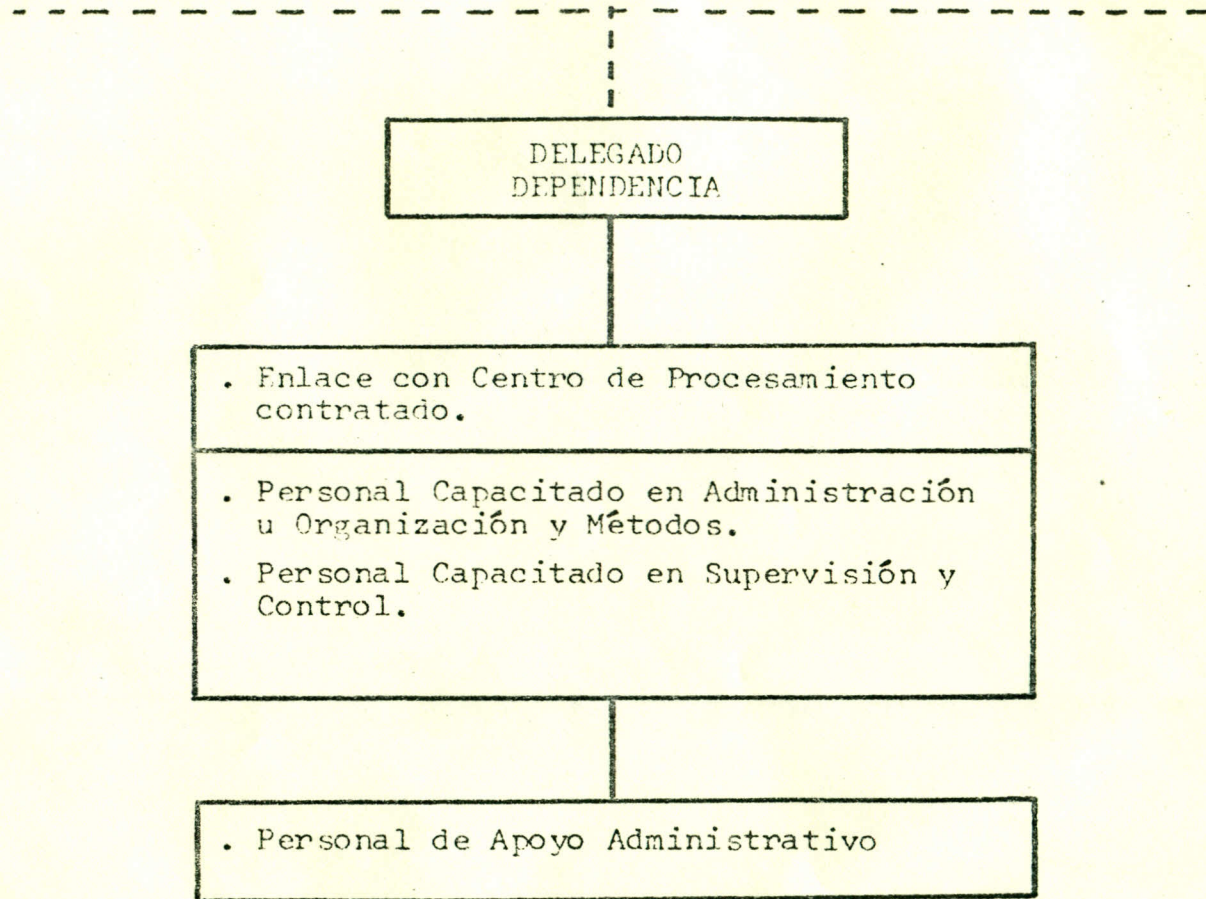 DELEGADO
DEPENDENCIA
. Enlace con Centro de Procesamiento
contratado.
. Personal Capacitado en Administración
u Organización y Métodos.
. Personal Capacitado en Supervisión y
Control.
. Personal de Apoyo Administrativo